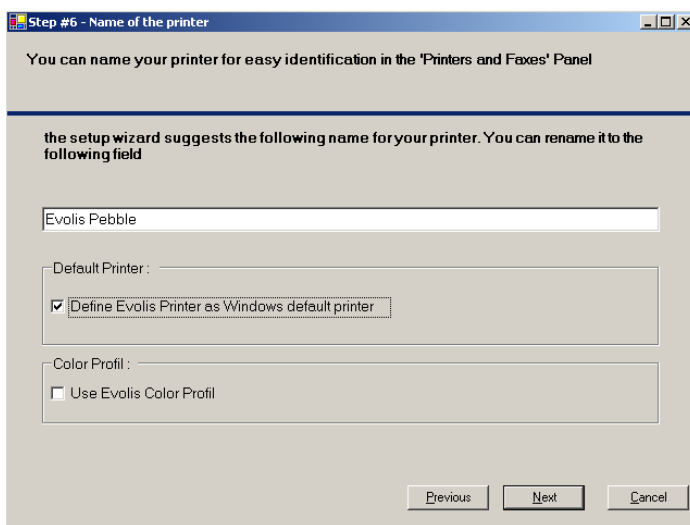 Step #6 - Name of the printer
You can name your printer for easy identification in the 'Printers and Faxes' Panel
the setup wizard suggests the following name for your printer. You can rename it to the
following field
Evolis Pebble
Default Printer :
Define Evolis Printer as Windows default printer
Color Profil :
Use Evolis Color Profil
Previous
Next
Cancel